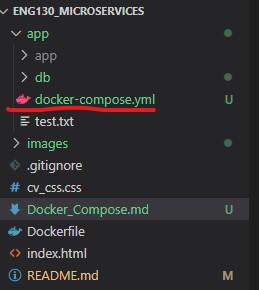 ENG130_MICROSERVICES
app
app
db
docker-compose.yml U
test.txt
images
.gitignore
cv_css.css
Docker_Compose.md U
Dockerfile
index.html
README.md M